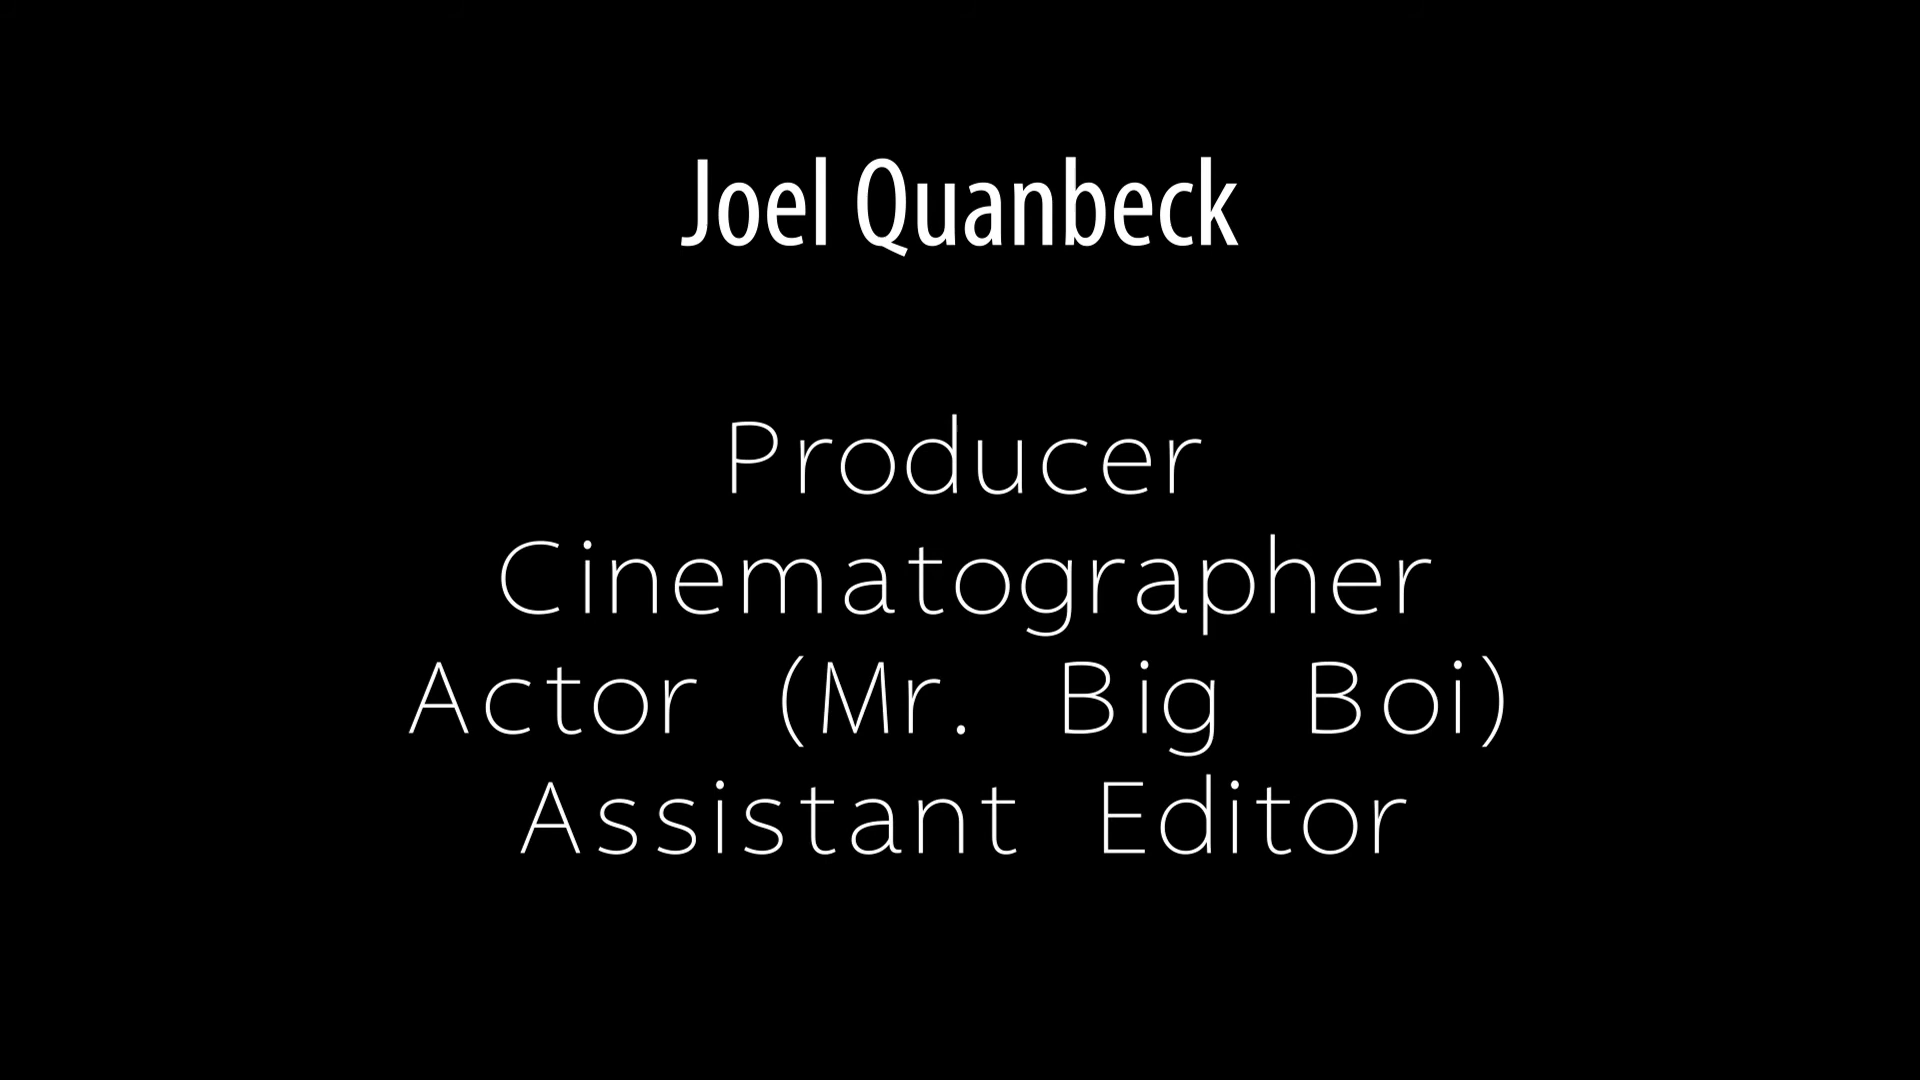 Joel Quanbeck
Producer
Cinematographer
Actor (Mr. Big Boi)
Assistant Editor